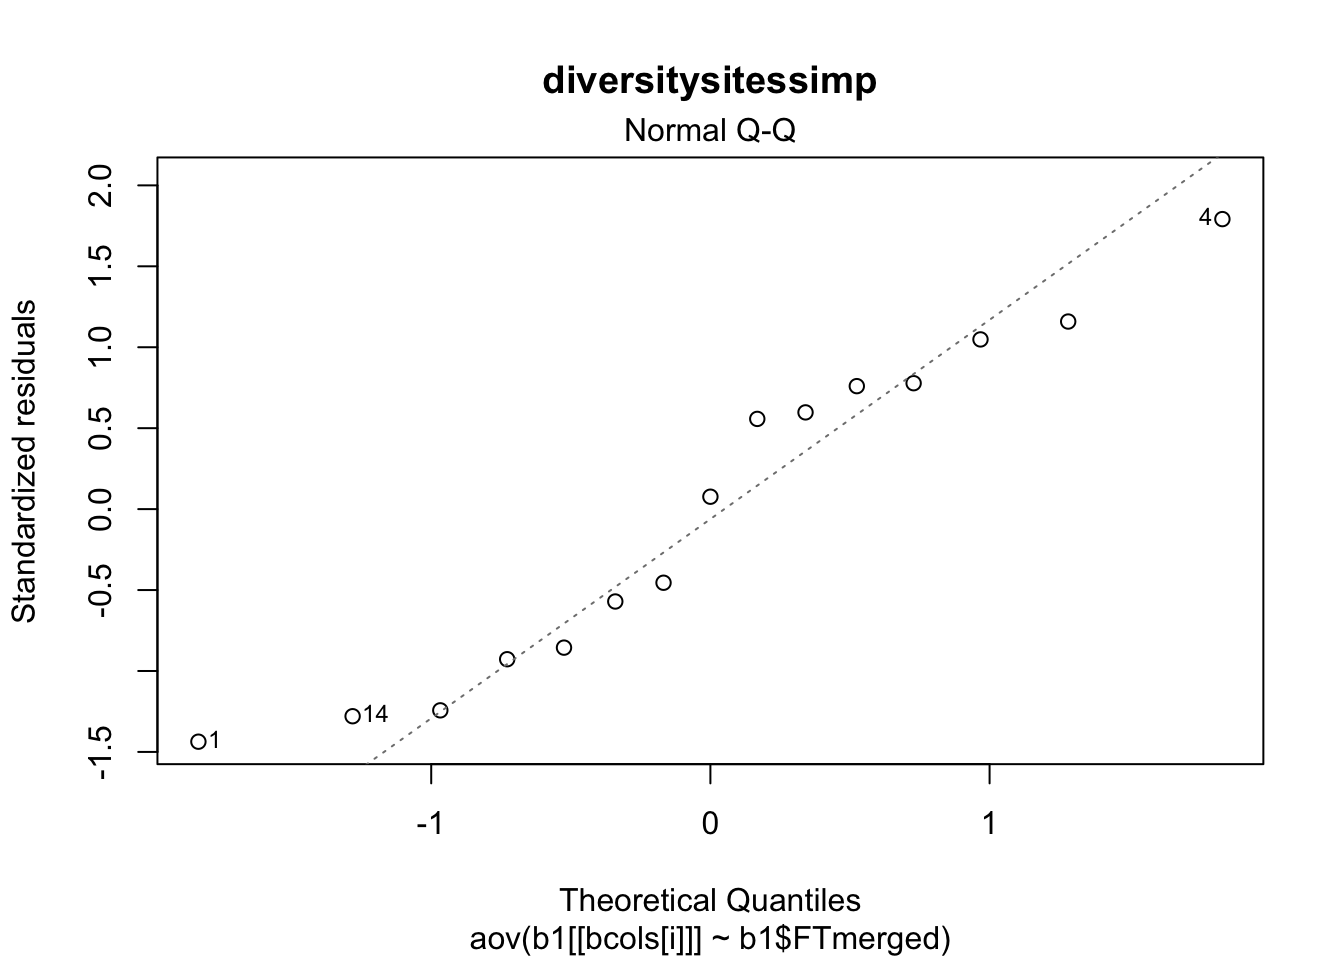 diversitysitessimp
Normal Q-Q
2.0
1.5
1.0
0.5
0.0
-0.5
-1.5
Standardized residuals
4
14
1
-1
0
1
Theoretical Quantiles
aov(b1[[bcols[i]]] ~ b1$FTmerged)